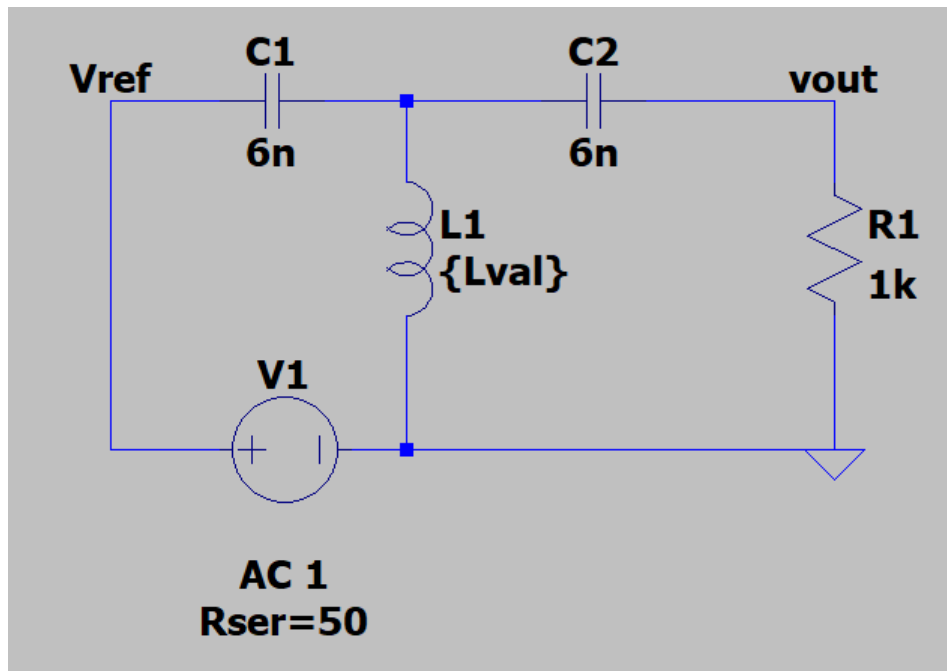 Vref
C1
6n
C2
6n
vout
L1
{Lval}
R1
1k
V1
AC 1
Rser=50